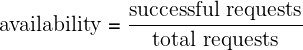 availability = successful requests / total requests